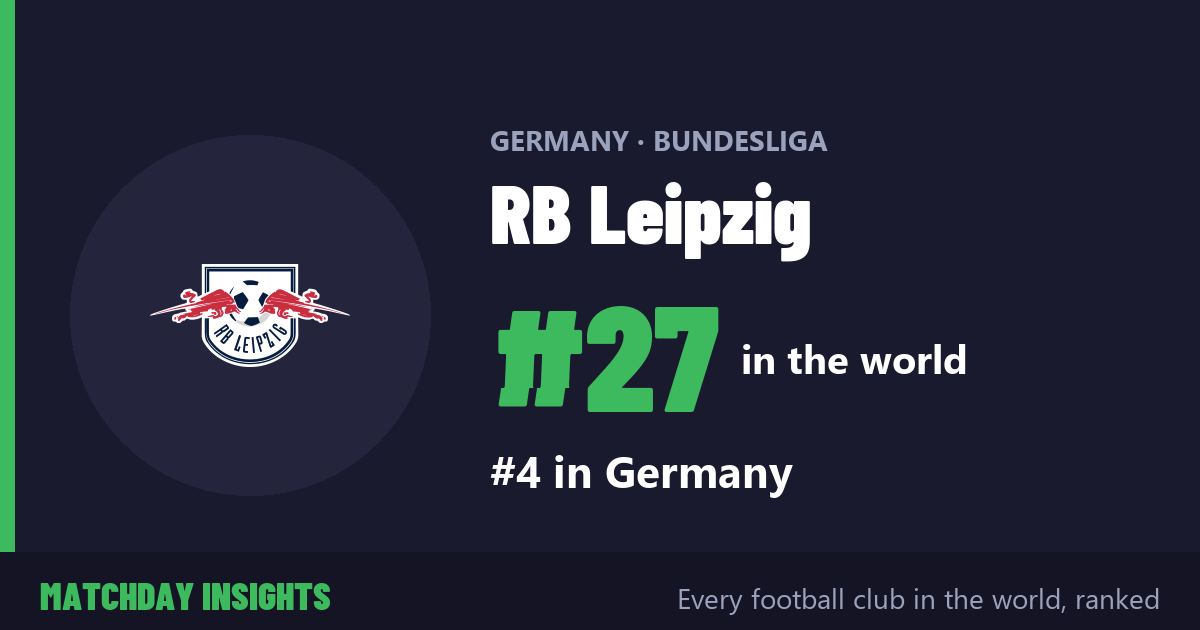 GERMANY · BUNDESLIGA
RB Leipzig
#27 in the world
#4 in Germany
RB LEIPZIG
MATCHDAY INSIGHTS
Every football club in the world, ranked